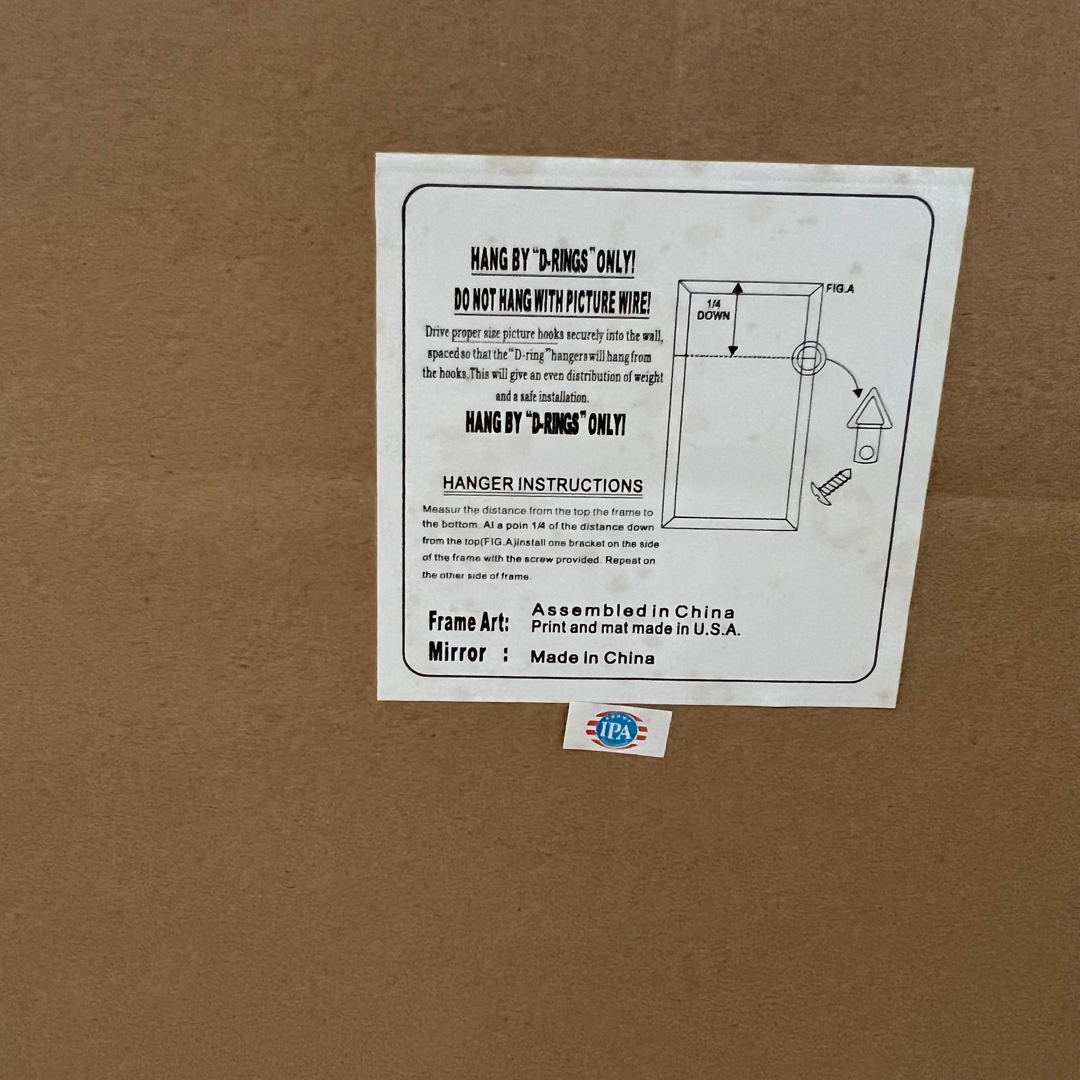 HANG BY "D-RINGS" ONLY!
DO NOT HANG WITH PICTURE WIRE!
Drive proper size picture hooks securely into the wall,
spaced so that the "D-ring" hangers will hang from
the hooks. This will give an even distribution of weight
and a safe installation.
HANG BY "D-RINGS" ONLY!
FIG.A
1/4
DOWN
HANGER INSTRUCTIONS
Measur the distance from the top the frame to
the bottom. Al a poin 1/4 of the distance down
from the top(FIG.A)install one bracket on the side
of the frame with the screw provided. Repeat on
the other side of frame.
Frame Art: Assembled in China
Print and mat made in U.S.A.
Mirror : Made in China
IPA